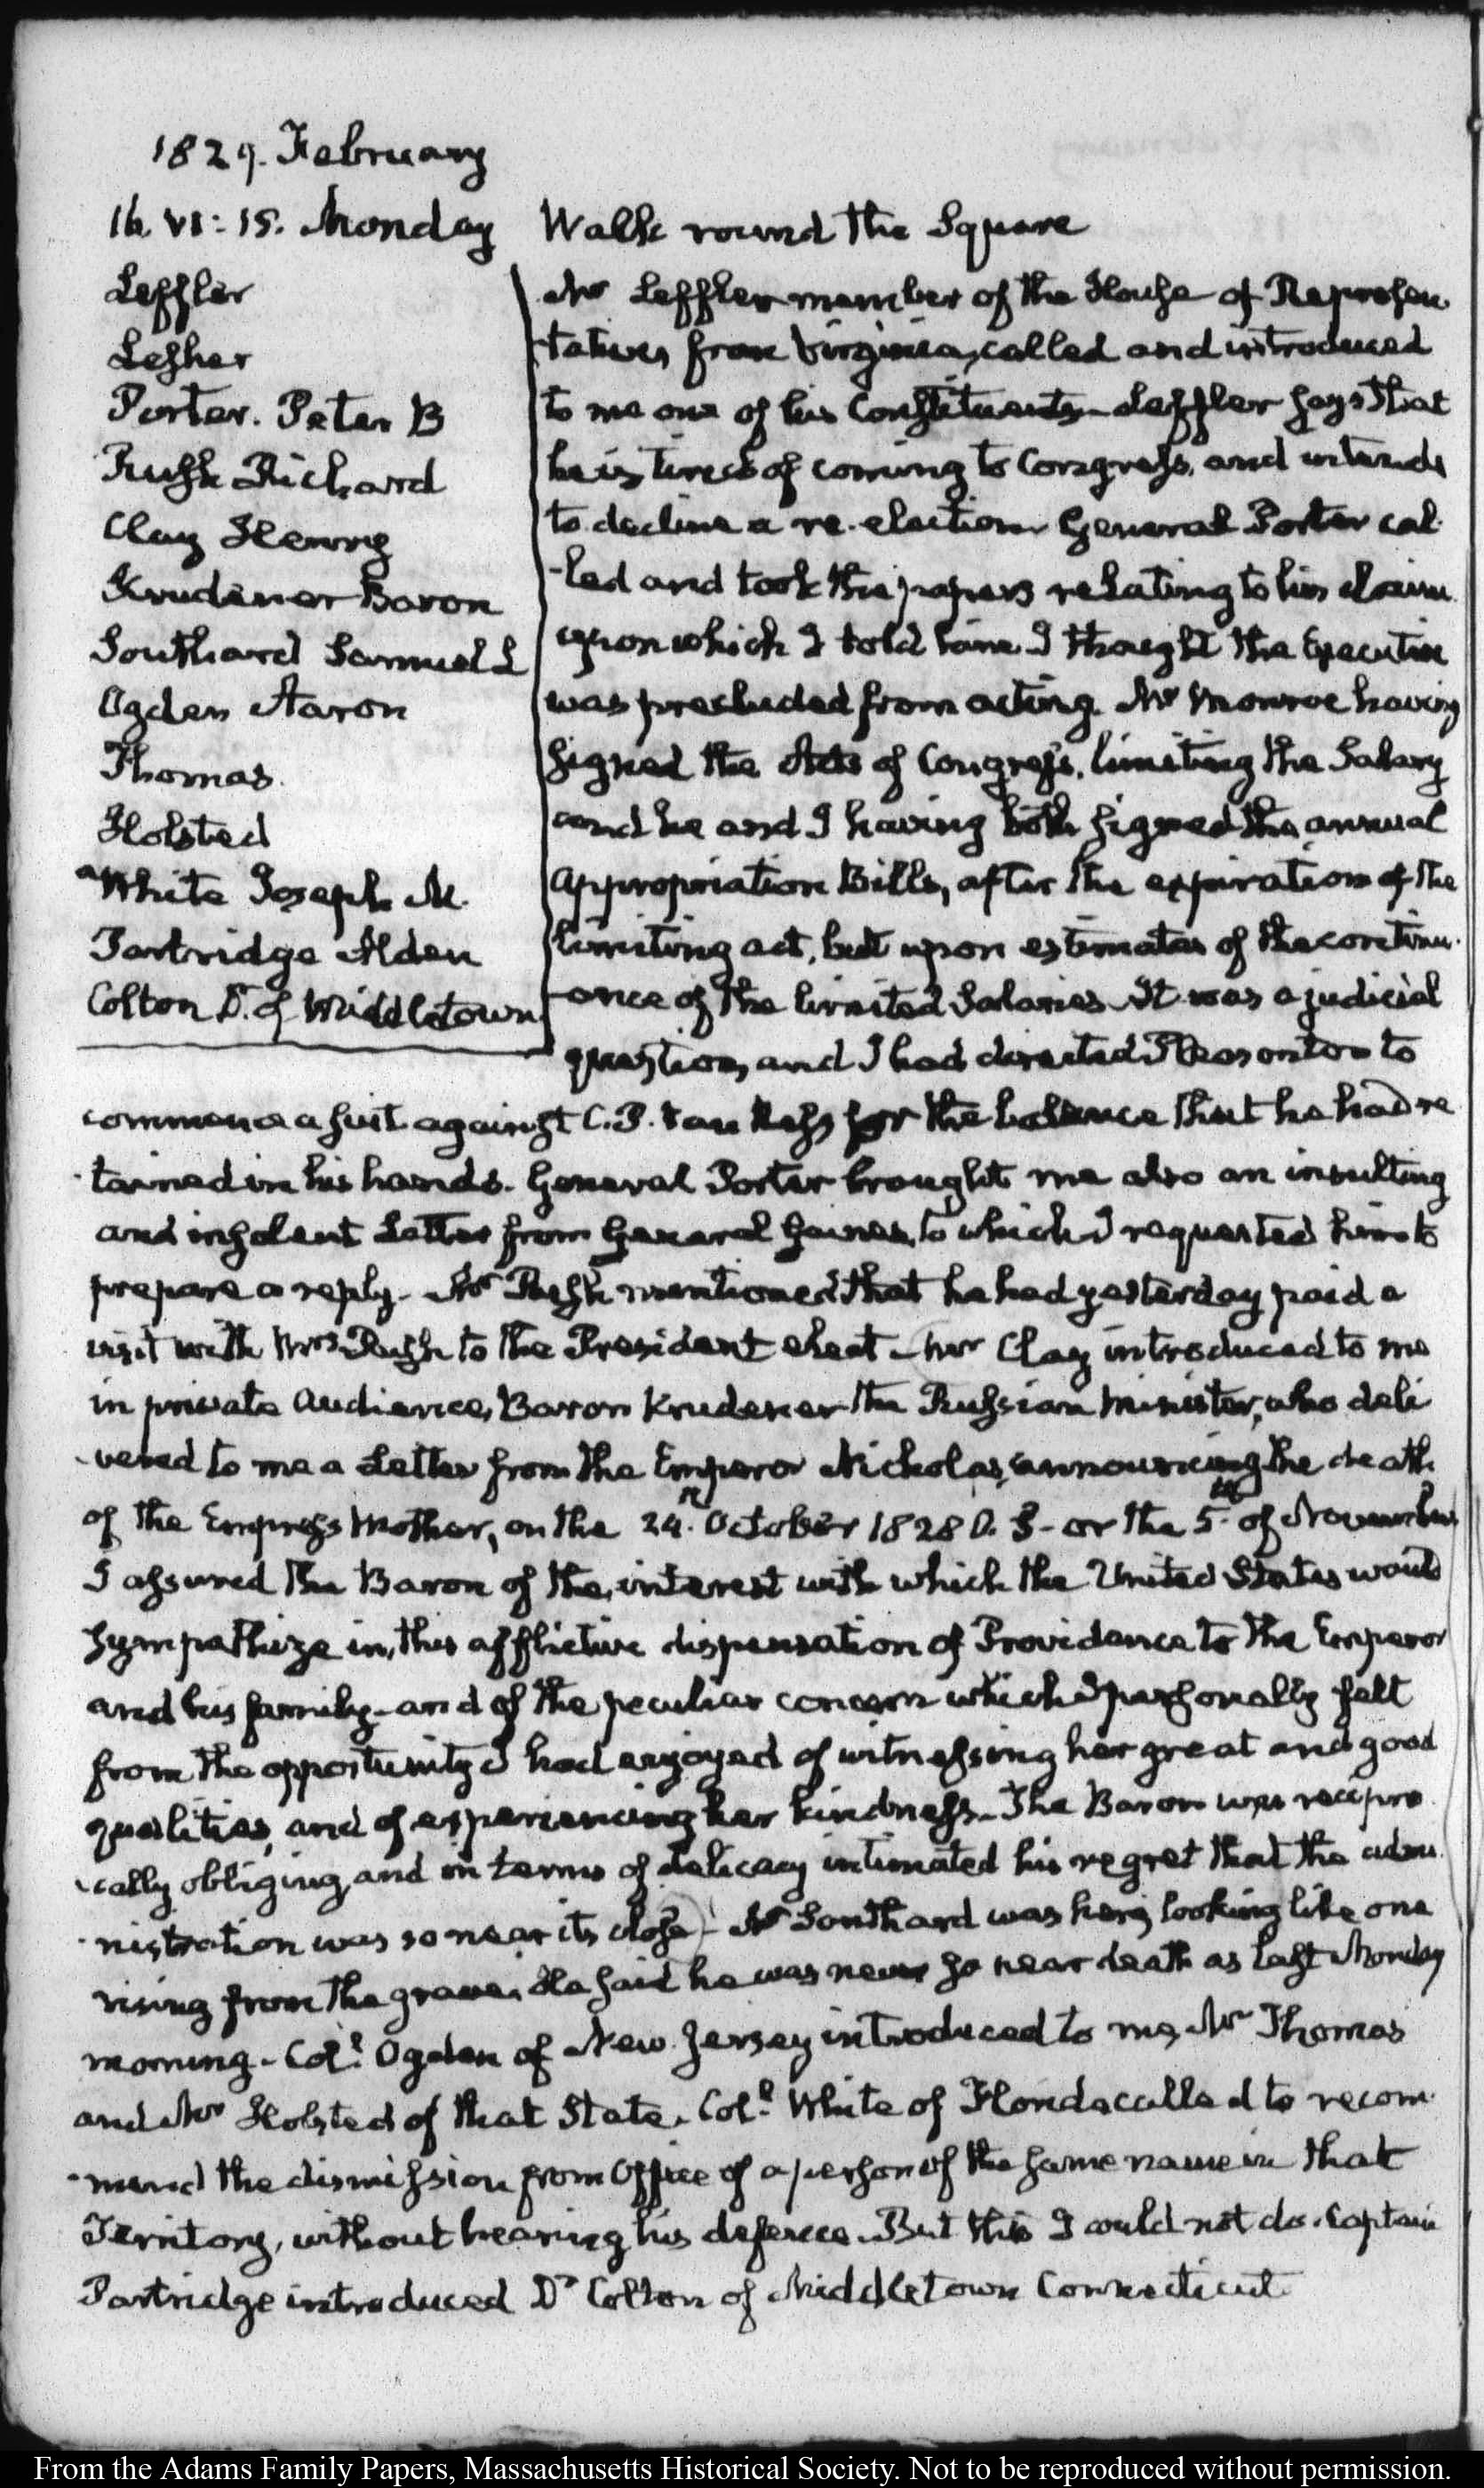 1829. February
16. VI: 15. Monday
Walk round the Square
Leffler
Lesher
Porter. Peter B
Rush Richard
Clay Henry
Krudener Baron
Southard Samuel L
Ogden Aaron
Thomas
Holsted
White Joseph M.
Partridge Alden
Colton Dr. of Middletown
Mr Leffler member of the House of Represen
tatives from Virginia, called and introduced
to me one of his Constituents— Leffler says that
he is tired of coming to Congress, and intends
to decline a re-election. General Porter cal-
-led and took the papers relating to his claim
upon which I told him I thought the Executive
was precluded from acting. Mr Monroe having
signed the Acts of Congress, limiting the Salary
and he and I having both signed the annual
appropriation Bills, after the expiration of the
limiting act, but upon estimates of the continu-
-ance of the limited Salaries. It was a judicial
question, and I had directed Pleasonton to
commence a suit against C. P. Van Ness for the balance that he had re
-tained in his hands. General Porter brought me also an insulting
and insolent Letter from General Gaines, to which I requested him to
prepare a reply— Mr Rush mentioned that he had yesterday paid a
visit with Mrs Rush to the President elect— Mr Clay introduced to me
in private Audience, Baron Krudener the Russian Minister, who deli
-vered to me a Letter from the Emperor Nicholas, announcing the death
of the Empress Mother, on the 24th October 1828 O. S— or the 5th of November
I assured the Baron of the interest with which the United States would
sympathize in this afflictive dispensation of Providence to the Emperor
and his family— and of the peculiar concern which I personally felt
from the opportunity I had enjoyed of witnessing her great and good
qualities, and of experiencing her kindness— The Baron was recipro
-cally obliging, and in terms of delicacy intimated his regret that the admi
-nistration was so near its close)— Mr Southard was here, looking like one
rising from the grave. He said he was never so near death as last Monday
morning— Coll. Ogden of New Jersey introduced to me, Mr Thomas
and Mr Holsted of that State. Coll. White of Florida called to recom
-mend the dismission from Office of a person of the same name in that
Territory, without hearing his defence. But this I could not do. Captain
Partridge introduced Dr Colton of Middletown Connecticut
From the Adams Family Papers, Massachusetts Historical Society. Not to be reproduced without permission.